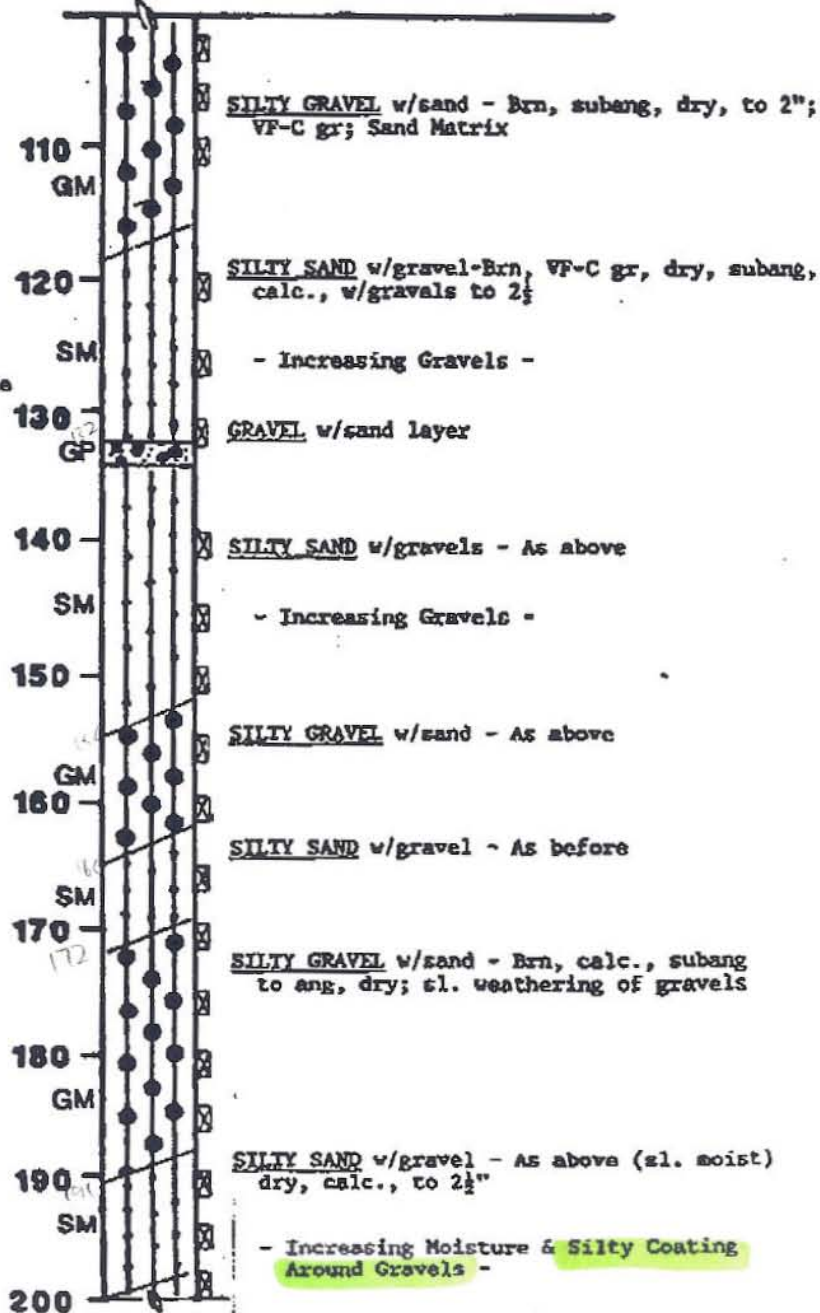 SILTY GRAVEL w/sand - Brn, subang, dry, to 2";
VF-C gr; Sand Matrix
110
GM
SILTY SAND w/gravel-Brn, VF-C gr, dry, subang,
calc., w/gravels to 2½
120
SM
- Increasing Gravels -
130
GRAVEL w/sand layer
132
GP
140
SILTY SAND w/gravels - As above
SM
- Increasing Gravels -
150
SILTY GRAVEL w/sand - As above
GM
160
SILTY SAND w/gravel - As before
SM
170
172
SILTY GRAVEL w/sand - Brn, calc., subang
to ang, dry; sl. weathering of gravels
180
GM
SILTY SAND w/gravel - As above (sl. moist)
190
dry, calc., to 2½"
191
SM
- Increasing Moisture & Silty Coating
Around Gravels -
200